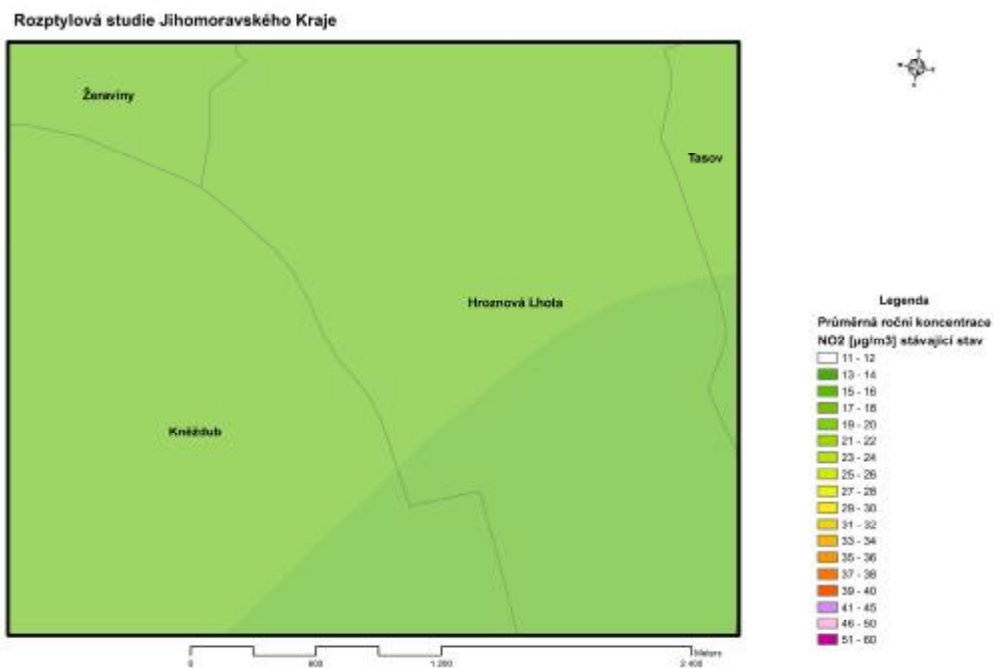 Rozptylová studie Jihomoravského Kraje
Žeraviny
Tasov
Hroznová Lhota
Kněždub
Legenda
Průměrná roční koncentrace
NO2 [µg/m3] stávající stav
11 - 12
13 - 14
15 - 16
17 - 18
19 - 20
21 - 22
23 - 24
25 - 26
27 - 28
29 - 30
31 - 32
33 - 34
35 - 36
37 - 38
39 - 40
41 - 45
46 - 50
51 - 60
0 600 1 200 2 400 Meters